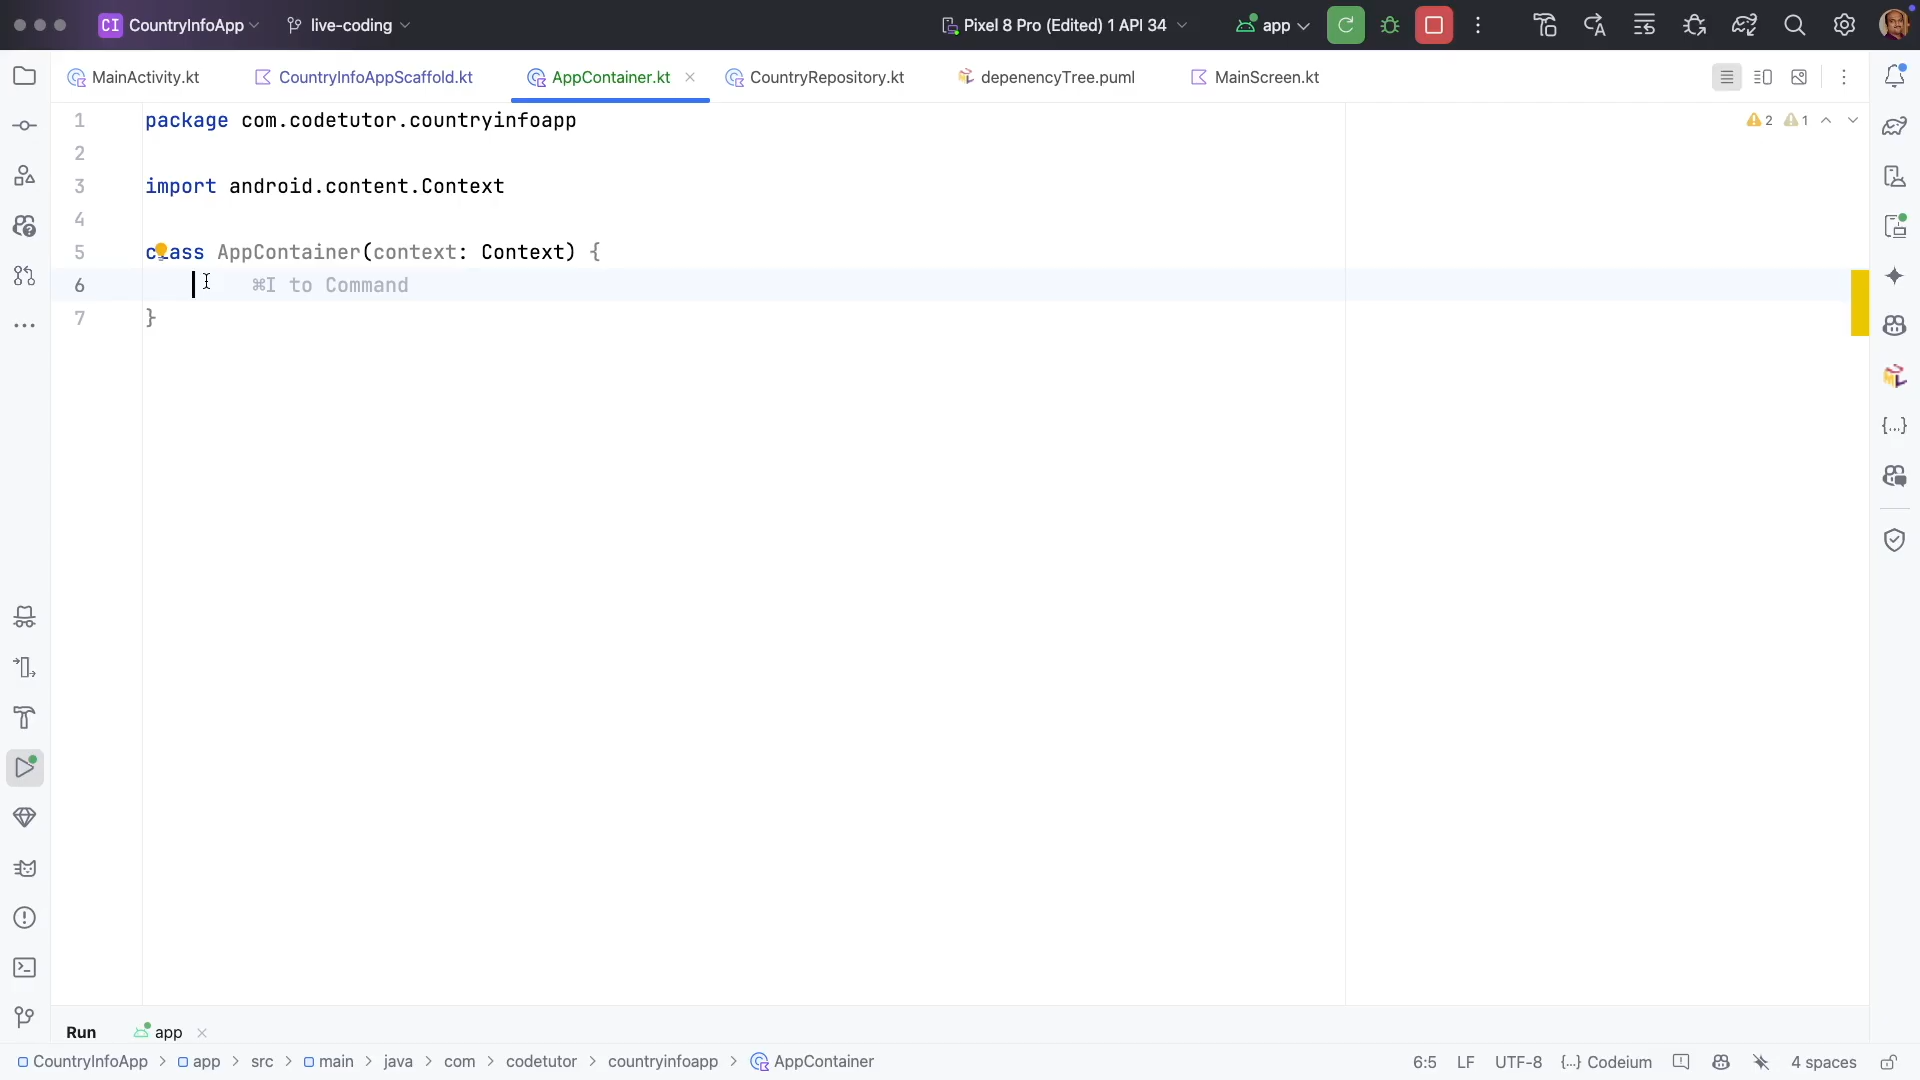 CI CountryInfoApp live-coding Pixel 8 Pro (Edited) 1 API 34 app
MainActivity.kt CountryInfoAppScaffold.kt AppContainer.kt CountryRepository.kt depenencyTree.puml MainScreen.kt
1 package com.codetutor.countryinfoapp 2 1
2
3 import android.content.Context
4
5 class AppContainer(context: Context) {
6 ⌘I to Command
7 }
Run app
CountryInfoApp > app > src > main > java > com > codetutor > countryinfoapp > AppContainer 6:5 LF UTF-8 {...} Codeium 4 spaces